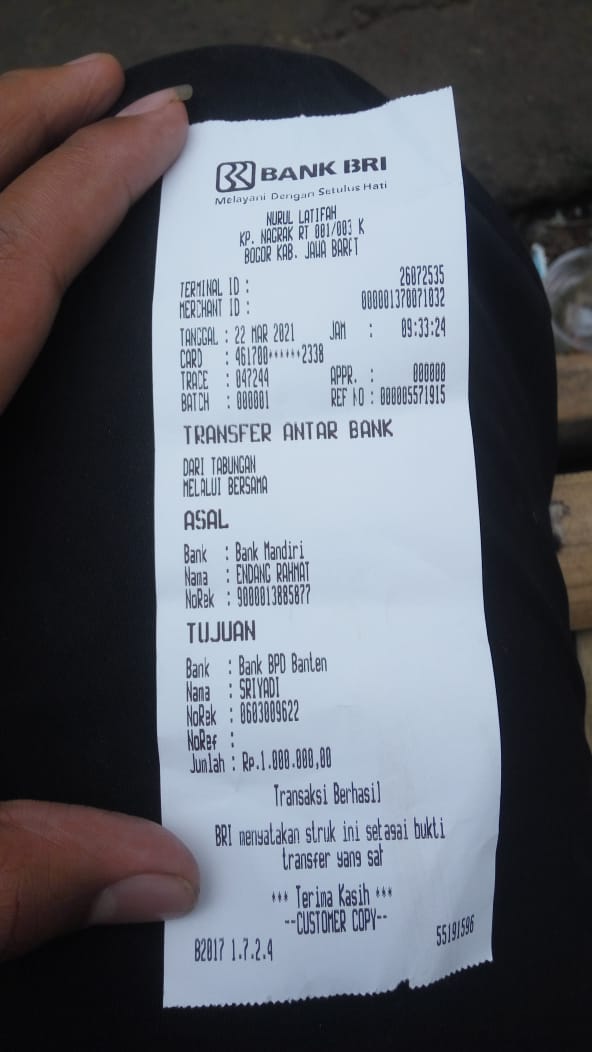 BANK BRI
Melayani Dengan Setulus Hati
NURUL LATIFAH
KP. NAGRAK RT 001/003 K
BOGOR KAB. JAWA BARAT
TERMINAL ID : 26072535
MERCHANT ID : 000001370071032
TANGGAL : 22 MAR 2021 JAM : 09:33:24
CARD : 461700******2338
TRACE : 047244 APPR. : 000000
BATCH : 000001 REF NO : 000005571915
TRANSFER ANTAR BANK
DARI TABUNGAN
MELALUI BERSAMA
ASAL
Bank : Bank Mandiri
Nama : ENDANG RAHMAT
NoRek : 9000013885877
TUJUAN
Bank : Bank BPD Banten
Nama : SRIYADI
NoRek : 0603009622
NoRef :
Jumlah : Rp.1.000.000,00
Transaksi Berhasil
BRI menyatakan struk ini sebagai bukti
transfer yang sah
*** Terima Kasih ***
--CUSTOMER COPY--
B2017 1.7.2.4 55191596